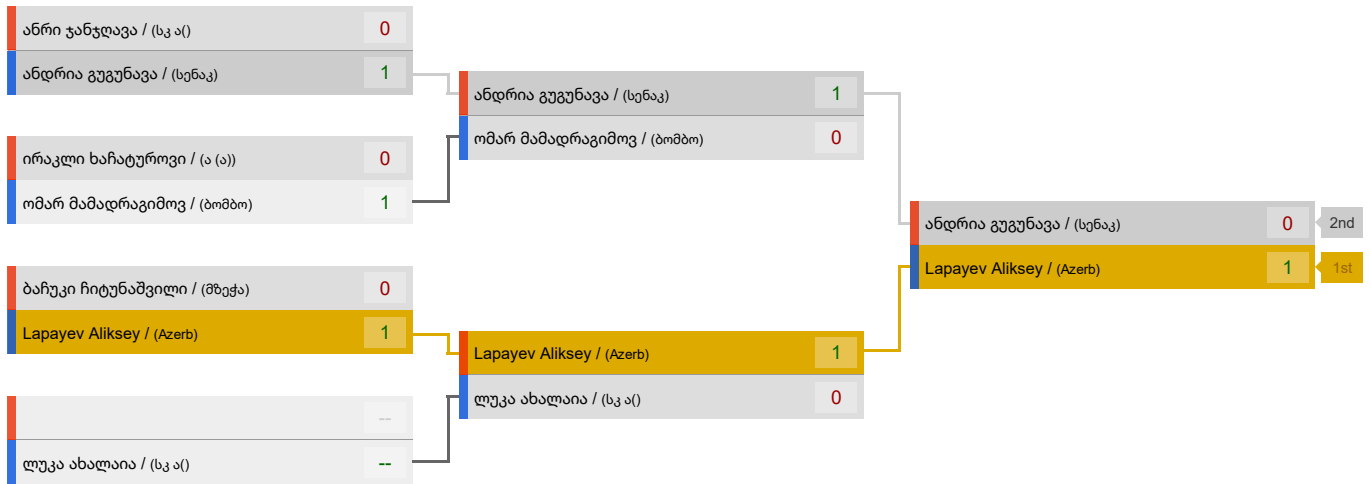 ანრი ჯანჯღავა / (სკ ა() 0
ანდრია გუგუნავა / (სენაკ) 1
ირაკლი ხაჩატუროვი / (ა (ა)) 0
ომარ მამადრაგიმოვ / (ბომბო) 1
ბაჩუკი ჩიტუნაშვილი / (მზეჭა) 0
Lapayev Aliksey / (Azerb) 1
--
ლუკა ახალაია / (სკ ა() --
ანდრია გუგუნავა / (სენაკ) 1
ომარ მამადრაგიმოვ / (ბომბო) 0
Lapayev Aliksey / (Azerb) 1
ლუკა ახალაია / (სკ ა() 0
ანდრია გუგუნავა / (სენაკ) 0 2nd
Lapayev Aliksey / (Azerb) 1 1st